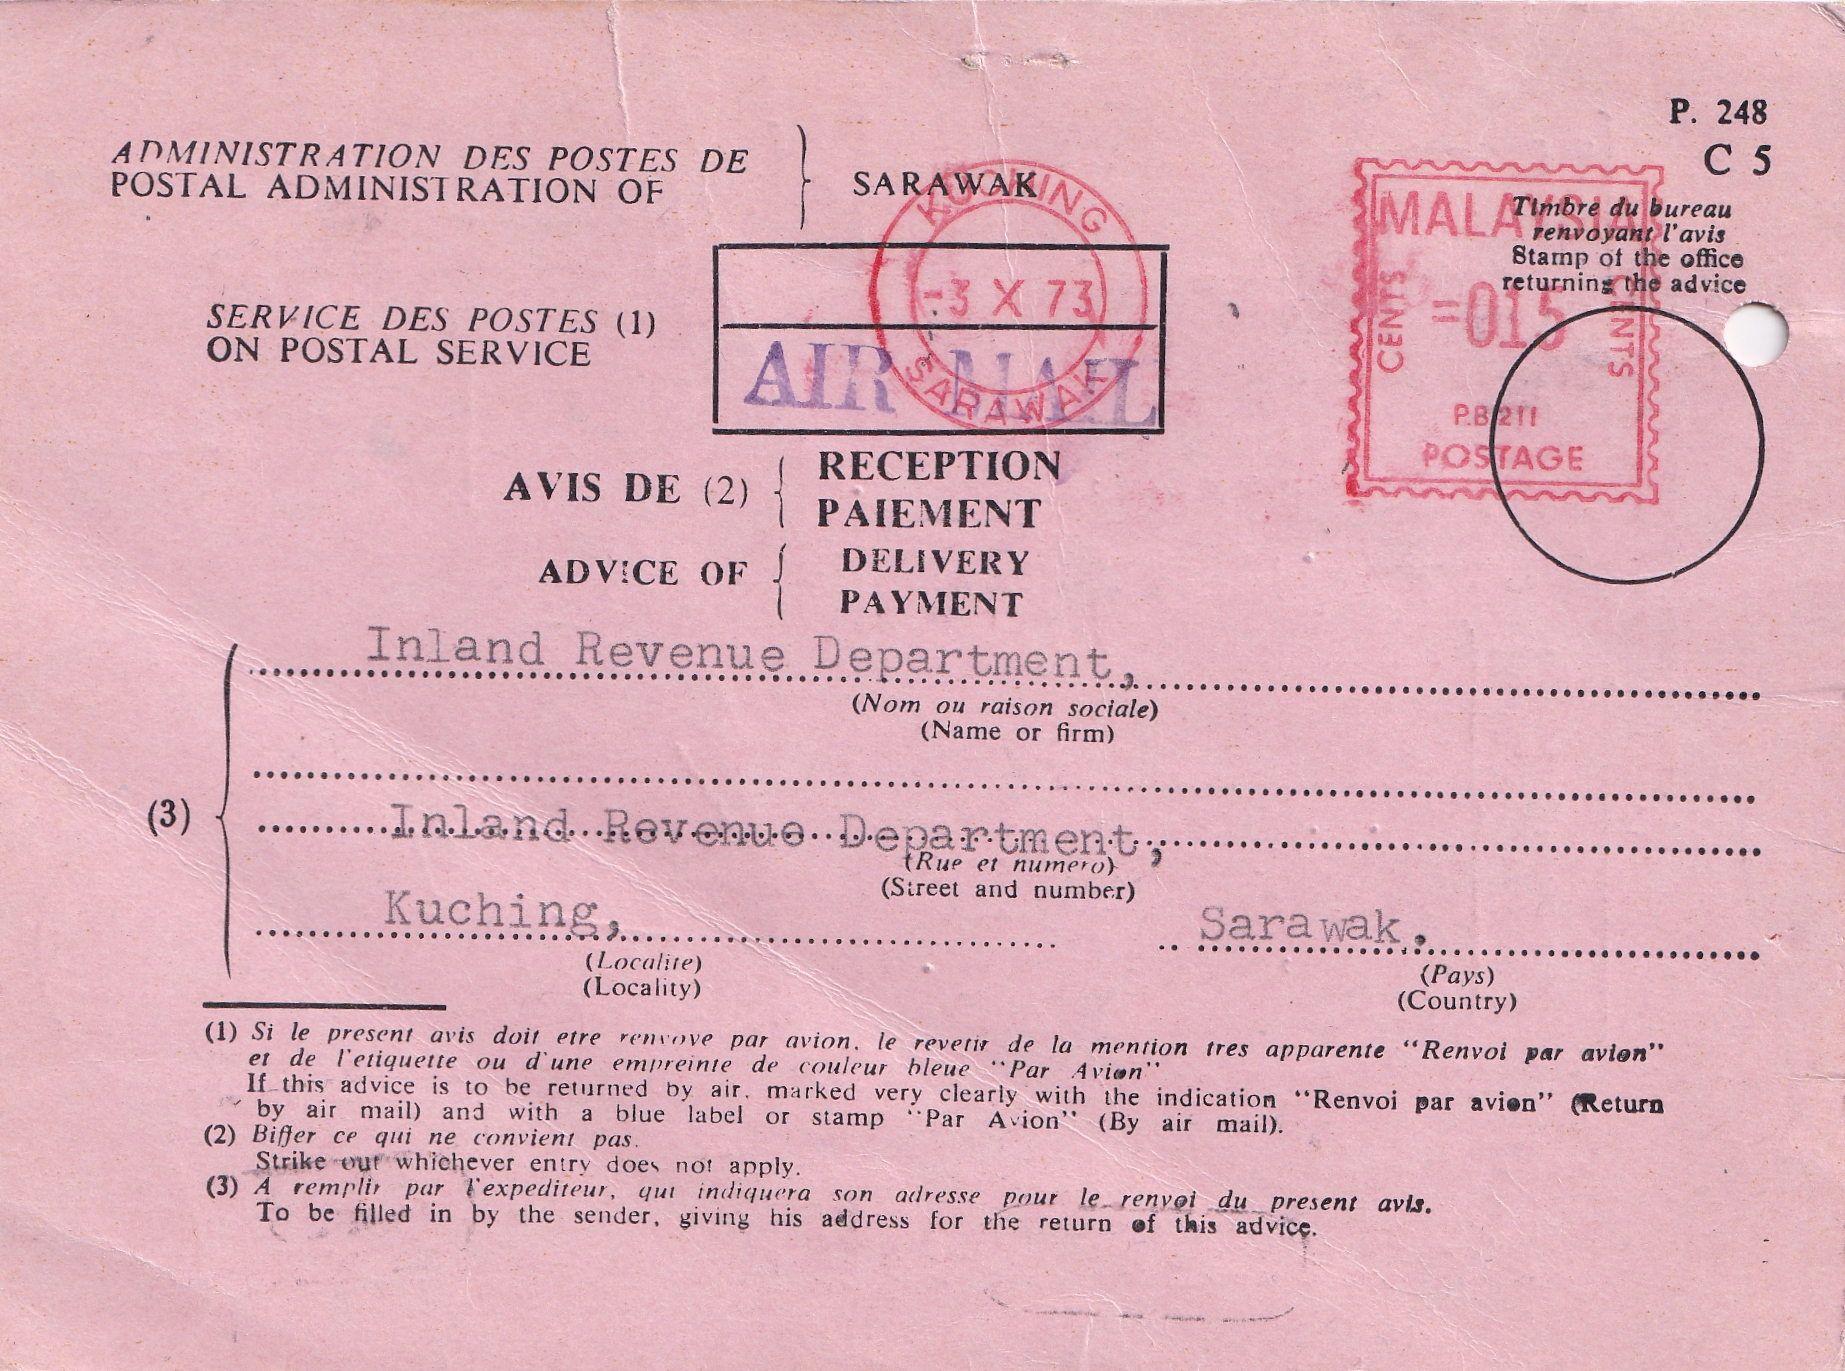 P. 248
C 5
ADMINISTRATION DES POSTES DE
POSTAL ADMINISTRATION OF
SARAWAK
KUCHING
-3 X 73
SARAWAK
MALAYSIA
CENTS
=015
CENTS
P.B 211
POSTAGE
Timbre du bureau
renvoyant l'avis
Stamp of the office
returning the advice
SERVICE DES POSTES (1)
ON POSTAL SERVICE
AIR MAIL
AVIS DE (2)
RECEPTION
PAIEMENT
ADVICE OF
DELIVERY
PAYMENT
Inland Revenue Department,
(Nom ou raison sociale)
(Name or firm)
(3)
Inland Revenue Department,
(Rue et numero)
(Street and number)
Kuching, Sarawak.
(Localite) (Pays)
(Locality) (Country)
(1) Si le present avis doit etre renvove par avion, le revetir de la mention tres apparente "Renvoi par avion"
et de l'etiquette ou d'une empreinte de couleur bleue "Par Avion"
If this advice is to be returned by air, marked very clearly with the indication "Renvoi par avion" (Return
by air mail) and with a blue label or stamp "Par Avion" (By air mail).
(2) Biffer ce qui ne convient pas.
Strike out whichever entry does not apply.
(3) A remplir par l'expediteur, qui indiquera son adresse pour le renvoi du present avis.
To be filled in by the sender, giving his address for the return of this advice.